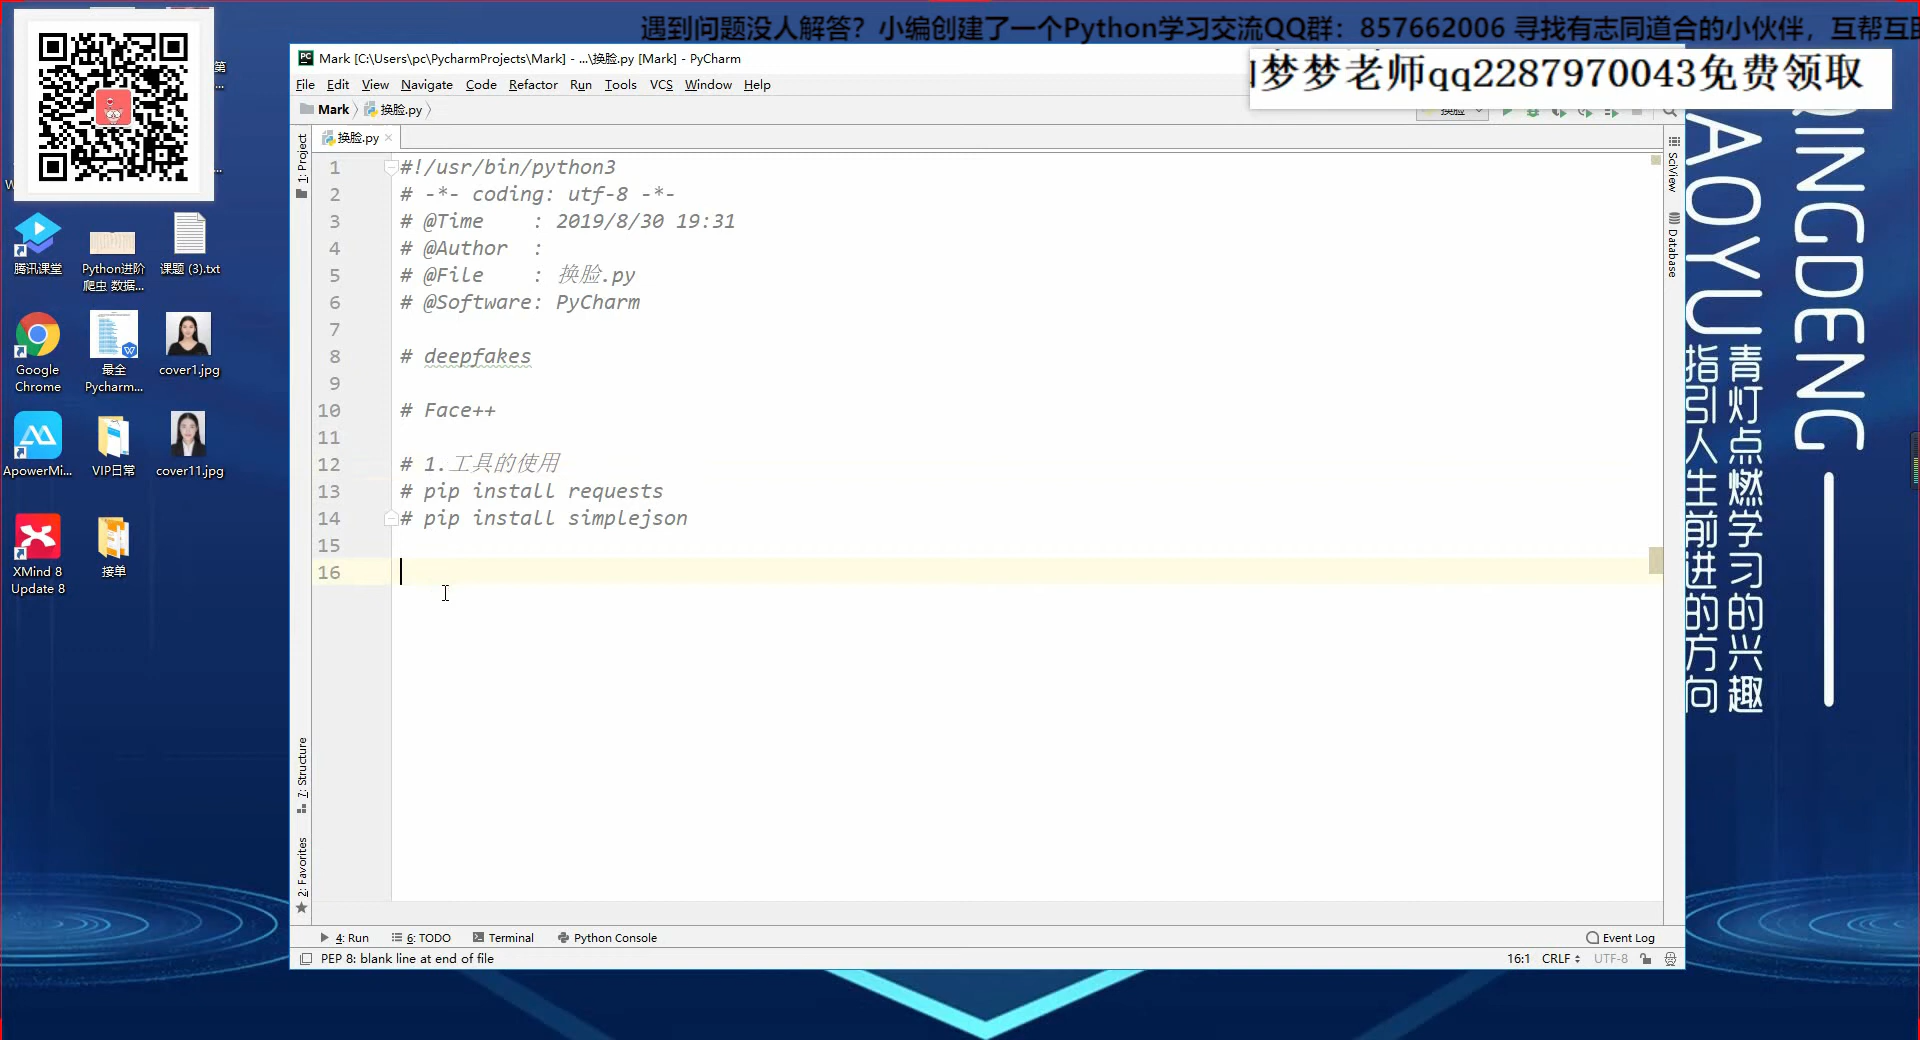 遇到问题没人解答？小编创建了一个Python学习交流QQ群：857662006 寻找有志同道合的小伙伴，互帮互
梦梦老师qq2287970043免费领取
第
...
腾讯课堂
Python进阶
爬虫 数据...
课题 (3).txt
Google
Chrome
最全
Pycharm...
cover1.jpg
ApowerMi...
VIP日常
cover11.jpg
XMind 8
Update 8
接单
Mark [C:\Users\pc\PycharmProjects\Mark] - ...\换脸.py [Mark] - PyCharm
File Edit View Navigate Code Refactor Run Tools VCS Window Help
Mark 换脸.py
换脸
换脸.py
1: Project
7: Structure
2: Favorites
1 #!/usr/bin/python3
2 # -*- coding: utf-8 -*-
3 # @Time : 2019/8/30 19:31
4 # @Author :
5 # @File : 换脸.py
6 # @Software: PyCharm
7
8 # deepfakes
9
10 # Face++
11
12 # 1.工具的使用
13 # pip install requests
14 # pip install simplejson
15
16
SciView
Database
4: Run 6: TODO Terminal Python Console Event Log
PEP 8: blank line at end of file 16:1 CRLF UTF-8
QINGDENG
AOYU
青灯点燃学习的兴趣
指引人生前进的方向